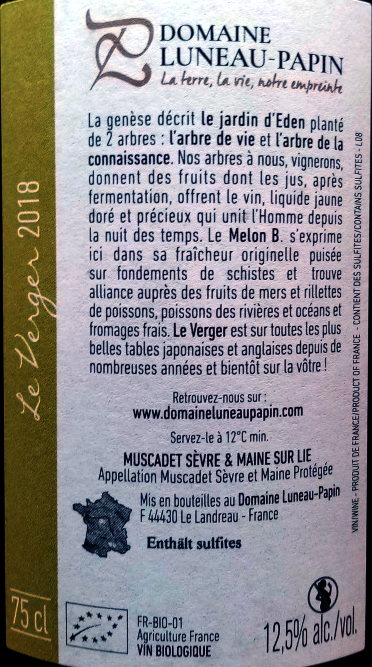 DOMAINE
LUNEAU-PAPIN
La terre, la vie, notre empreinte
La genèse décrit le jardin d'Eden planté
de 2 arbres : l'arbre de vie et l'arbre de la
connaissance. Nos arbres à nous, vignerons,
donnent des fruits dont les jus, après
fermentation, offrent le vin, liquide jaune
doré et précieux qui unit l'Homme depuis
la nuit des temps. Le Melon B. s'exprime
ici dans sa fraîcheur originelle puisée
sur fondements de schistes et trouve
alliance auprès des fruits de mers et rillettes
de poissons, poissons des rivières et océans et
fromages frais. Le Verger est sur toutes les plus
belles tables japonaises et anglaises depuis de
nombreuses années et bientôt sur la vôtre !
Retrouvez-nous sur :
www.domaineluneaupapin.com
Servez-le à 12°C min.
MUSCADET SÈVRE & MAINE SUR LIE
Appellation Muscadet Sèvre et Maine Protégée
Mis en bouteilles au Domaine Luneau-Papin
F 44430 Le Landreau - France
Enthält sulfites
FR-BIO-01
Agriculture France
VIN BIOLOGIQUE
12,5% alc./vol.
75 cl
Le Verger 2018
VIN/WINE - PRODUIT DE FRANCE/PRODUCT OF FRANCE - CONTIENT DES SULFITES/CONTAINS SULFITES - L08